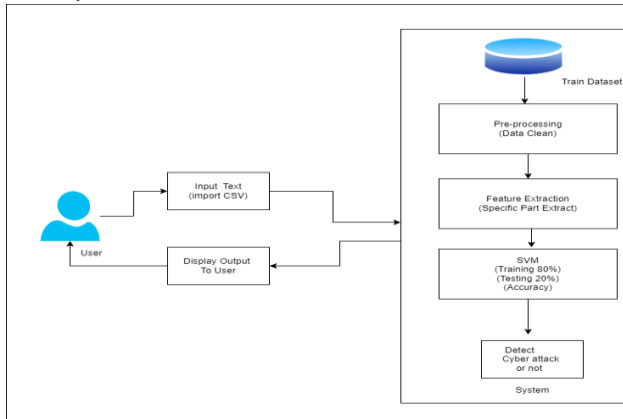 Train Dataset
Pre-processing
(Data Clean)
Input Text
(import CSV)
Feature Extraction
(Specific Part Extract)
User
Display Output
To User
SVM
(Training 80%)
(Testing 20%)
(Accuracy)
Detect
Cyber attack
or not
System